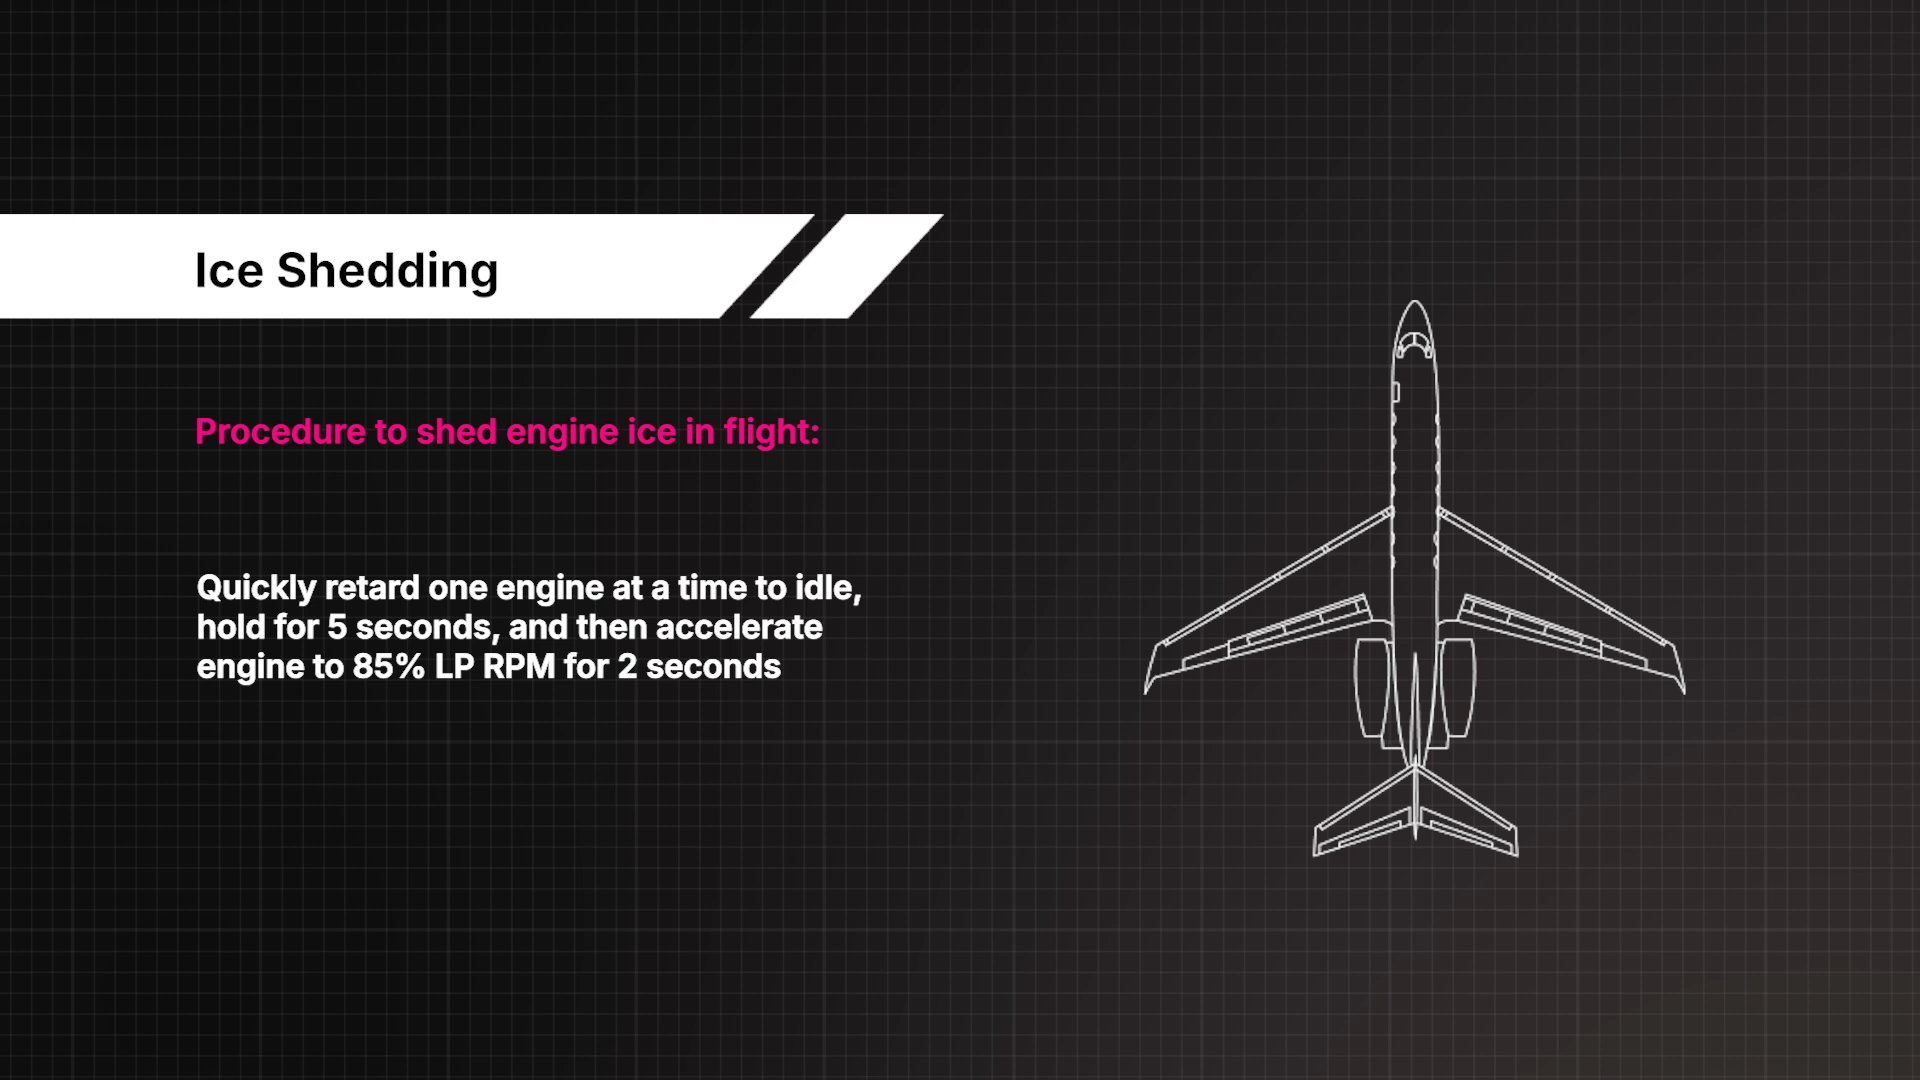 Ice Shedding
Procedure to shed engine ice in flight:
Quickly retard one engine at a time to idle,
hold for 5 seconds, and then accelerate
engine to 85% LP RPM for 2 seconds